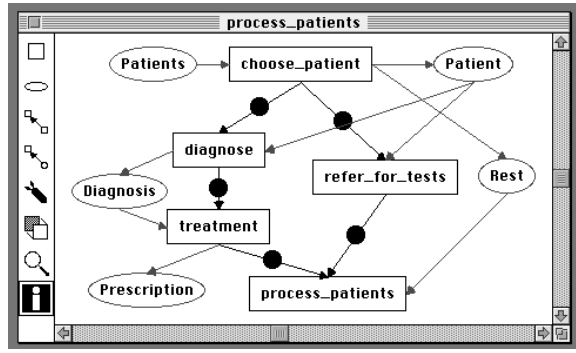 process_patients
Patients
choose_patient
Patient
diagnose
refer_for_tests
Rest
Diagnosis
treatment
Prescription
process_patients